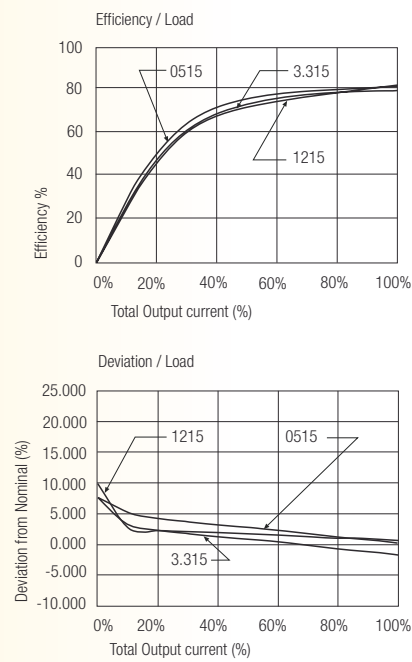 Efficiency / Load
100
80
60
40
20
0
Efficiency %
0515
3.315
1215
0% 20% 40% 60% 80% 100%
Total Output current (%)
Deviation / Load
25.000
20.000
15.000
10.000
5.000
0.000
-5.000
-10.000
Deviation from Nominal (%)
1215
0515
3.315
0% 20% 40% 60% 80% 100%
Total Output current (%)